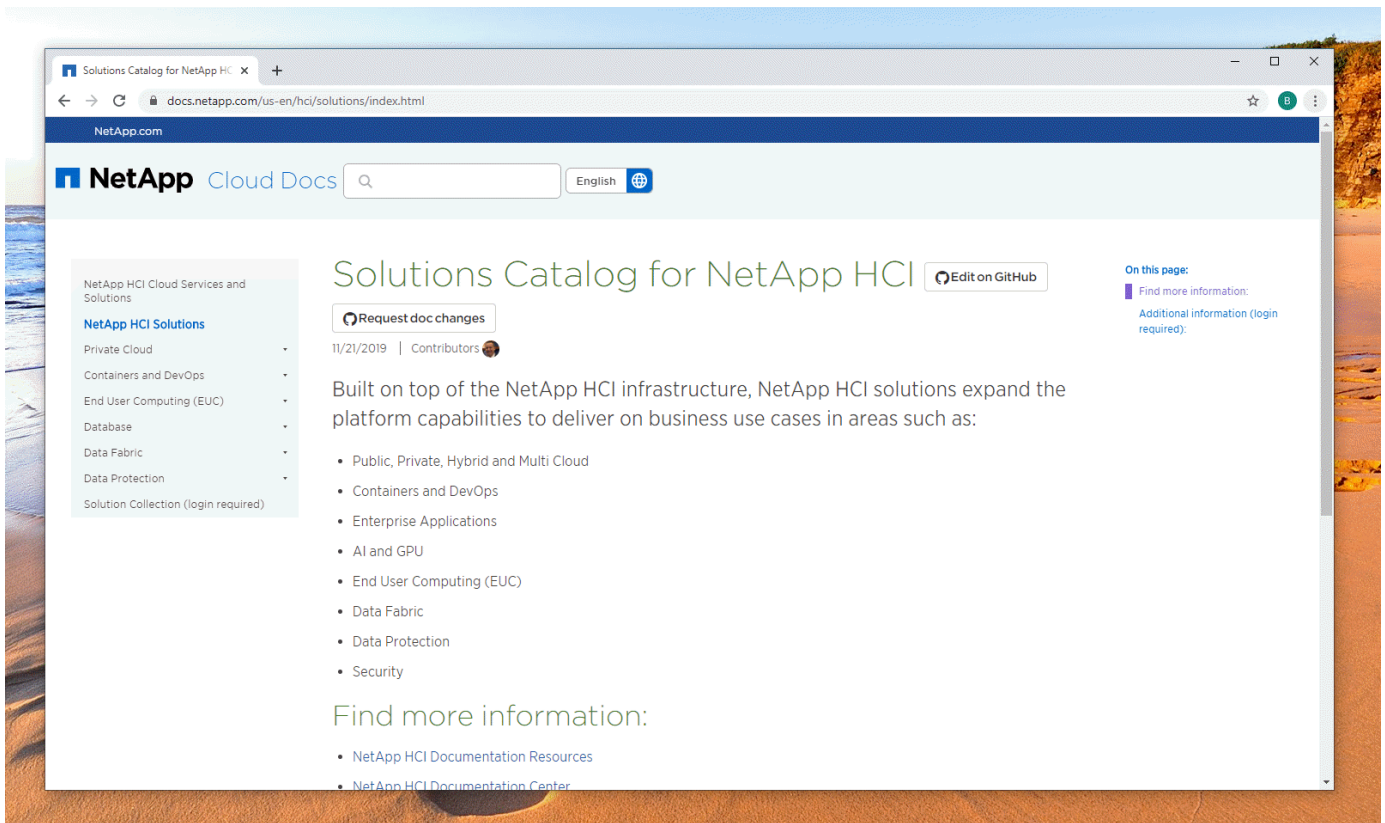 Solutions Catalog for NetApp HC
docs.netapp.com/us-en/hci/solutions/index.html
B
NetApp.com
NetApp Cloud Docs
English
NetApp HCI Cloud Services and
Solutions
NetApp HCI Solutions
Private Cloud
Containers and DevOps
End User Computing (EUC)
Database
Data Fabric
Data Protection
Solution Collection (login required)
Solutions Catalog for NetApp HCI
Edit on GitHub
Request doc changes
11/21/2019 | Contributors
Built on top of the NetApp HCI infrastructure, NetApp HCI solutions expand the
platform capabilities to deliver on business use cases in areas such as:
• Public, Private, Hybrid and Multi Cloud
• Containers and DevOps
• Enterprise Applications
• AI and GPU
• End User Computing (EUC)
• Data Fabric
• Data Protection
• Security
Find more information:
• NetApp HCI Documentation Resources
• NetApp HCI Documentation Center
On this page:
Find more information:
Additional information (login
required):